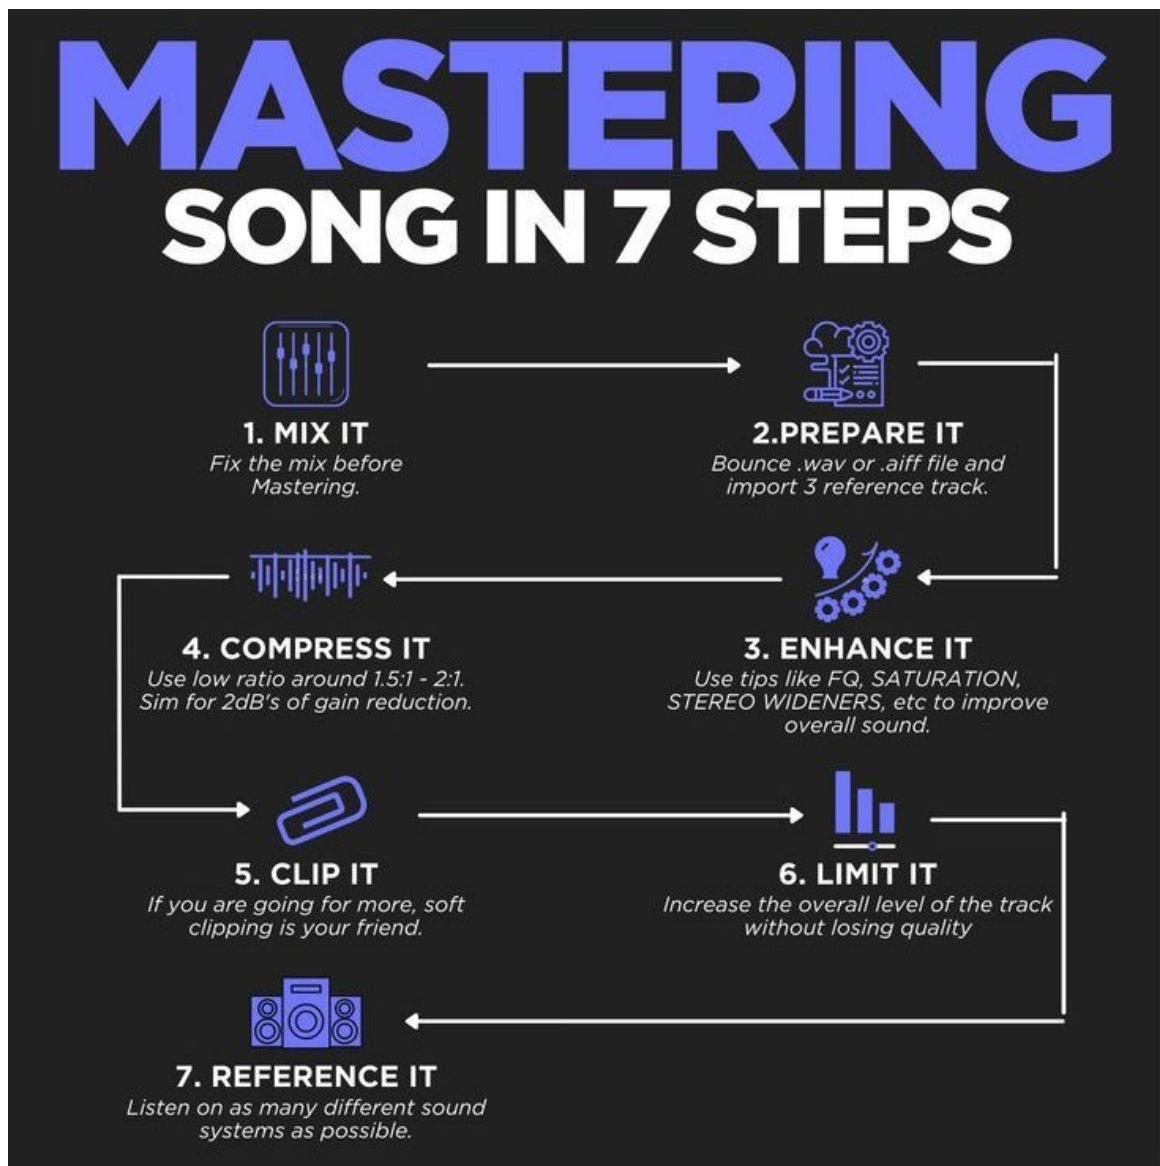 MASTERING
SONG IN 7 STEPS
1. MIX IT
Fix the mix before
Mastering.
2.PREPARE IT
Bounce .wav or .aiff file and
import 3 reference track.
3. ENHANCE IT
Use tips like FQ, SATURATION,
STEREO WIDENERS, etc to improve
overall sound.
4. COMPRESS IT
Use low ratio around 1.5:1 - 2:1.
Sim for 2dB's of gain reduction.
5. CLIP IT
If you are going for more, soft
clipping is your friend.
6. LIMIT IT
Increase the overall level of the track
without losing quality
7. REFERENCE IT
Listen on as many different sound
systems as possible.